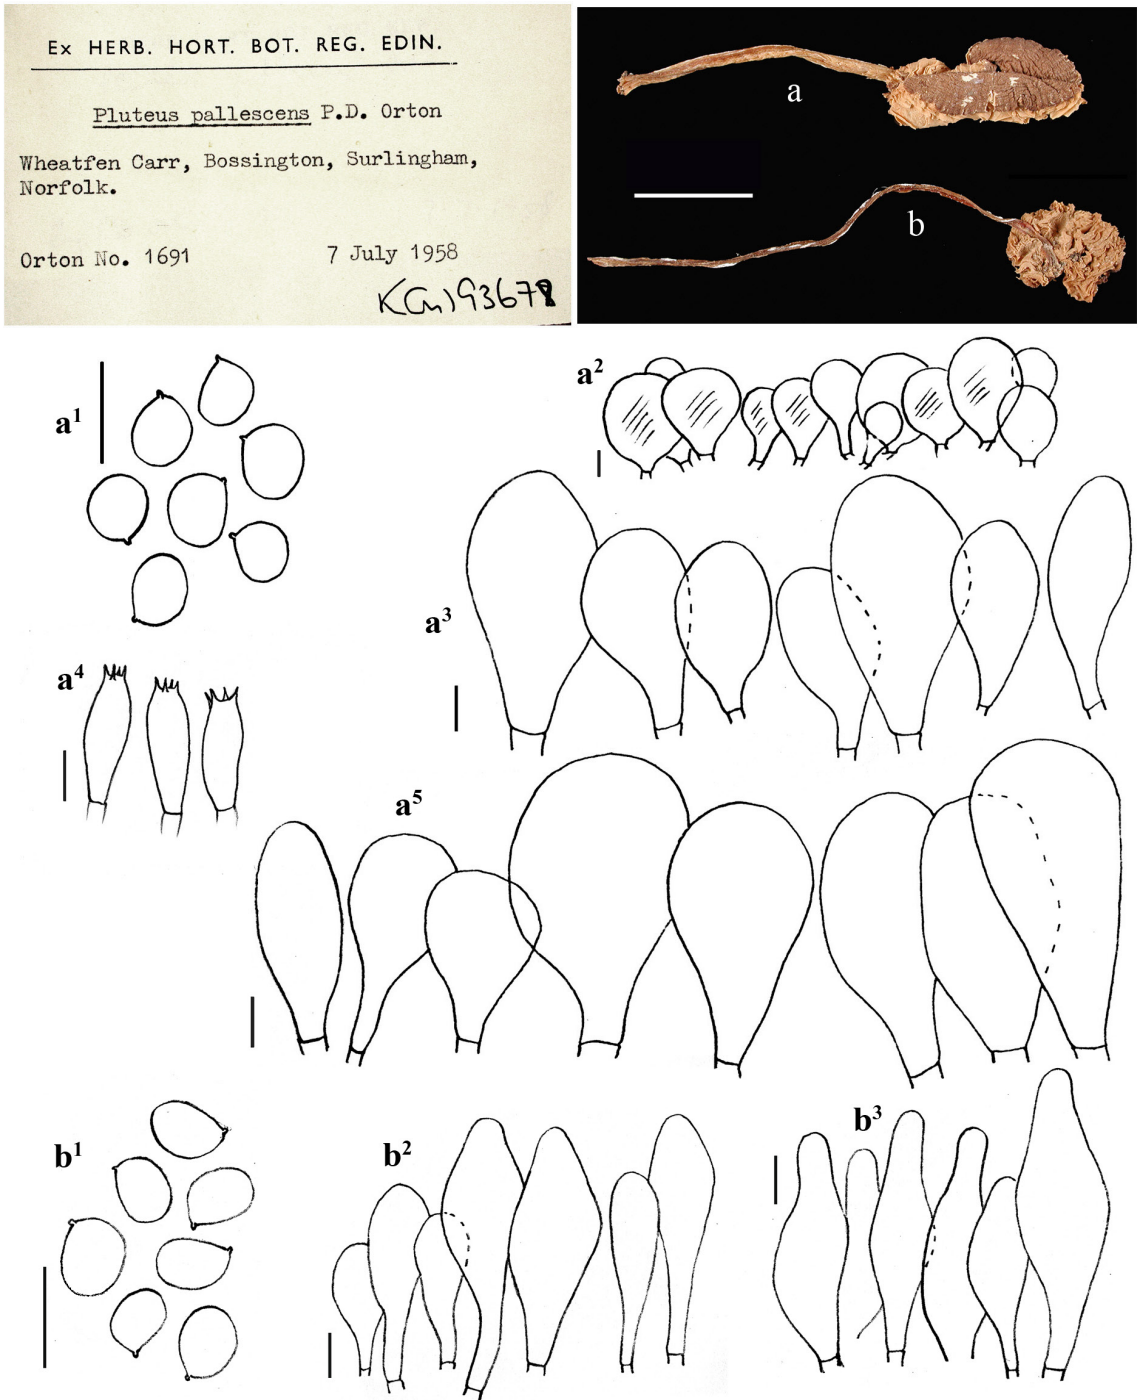 Ex HERB. HORT. BOT. REG. EDIN.
Pluteus pallescens P.D. Orton
Wheatfen Carr, Bossington, Surlingham,
Norfolk.
Orton No. 1691 7 July 1958
a
b
a¹
a²
a³
a⁴
a⁵
b¹
b²
b³